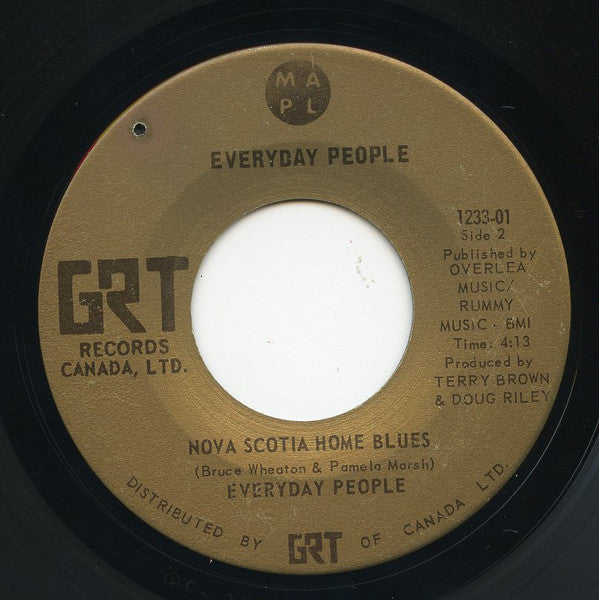 M A
P L
EVERYDAY PEOPLE
GRT
RECORDS
CANADA, LTD.
1233-01
Side 2
Published by
OVERLEA
MUSIC/
RUMMY
MUSIC - BMI
Time: 4:13
Produced by
TERRY BROWN
& DOUG RILEY
NOVA SCOTIA HOME BLUES
(Bruce Wheaton & Pamela Marsh)
EVERYDAY PEOPLE
DISTRIBUTED BY GRT OF CANADA LTD.